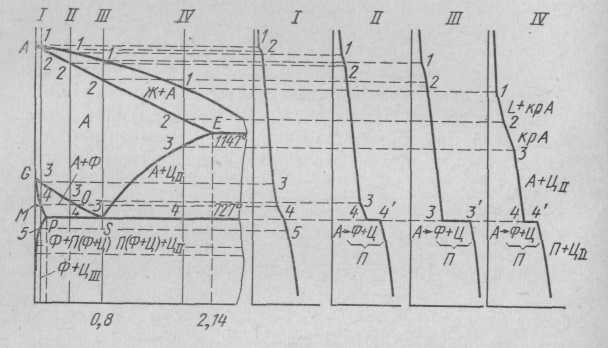 I II III IV I II III IV
A 1 1 1 1 2 1 1 1
2 2 2 2 2 2 2
Ж+А L+крА
А Е крА
2 3 1147° 3
G А+Ф А+ЦII А+ЦII
3 3 3 3 3
О
М 4 4 4 727° 4 4 4' 3 3' 4 4'
Р S
5 5
Ф+П(Ф+Ц) П(Ф+Ц)+ЦII А→Ф+Ц А→Ф+Ц А→Ф+Ц П+ЦII
П П П
Ф+ЦIII
0,8 2,14